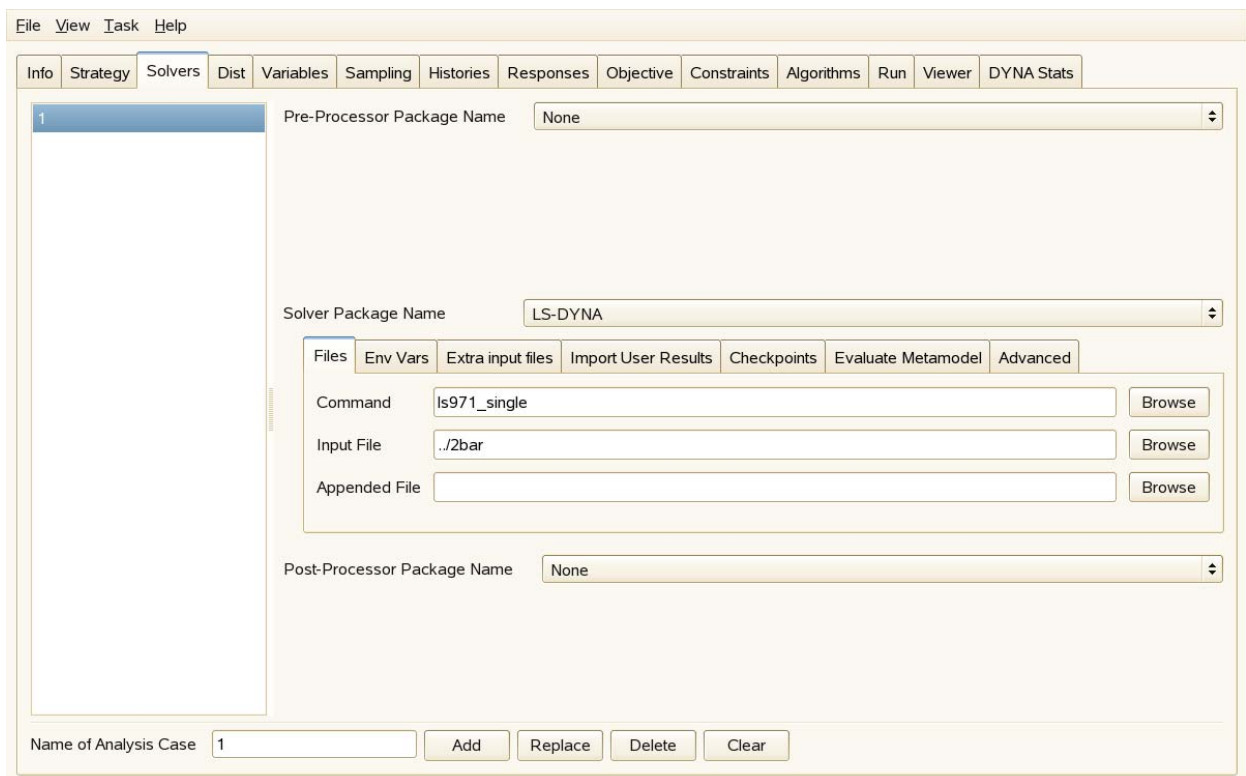 File View Task Help
Info Strategy Solvers Dist Variables Sampling Histories Responses Objective Constraints Algorithms Run Viewer DYNA Stats
1
Pre-Processor Package Name None
Solver Package Name LS-DYNA
Files Env Vars Extra input files Import User Results Checkpoints Evaluate Metamodel Advanced
Command ls971_single Browse
Input File ../2bar Browse
Appended File Browse
Post-Processor Package Name None
Name of Analysis Case 1 Add Replace Delete Clear